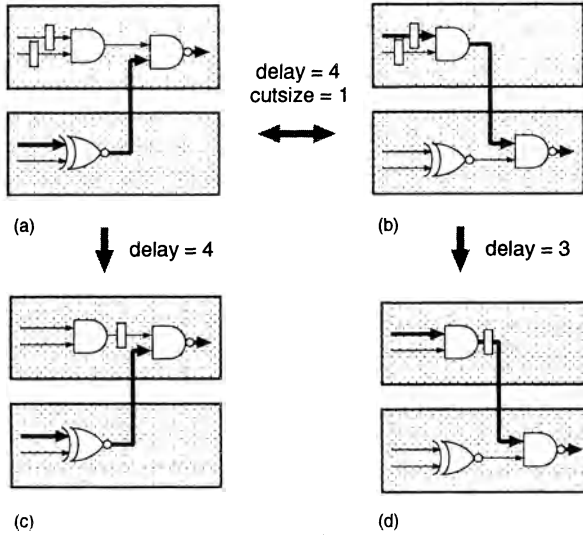 delay = 4
cutsize = 1
(a)
(b)
delay = 4
delay = 3
(c)
(d)